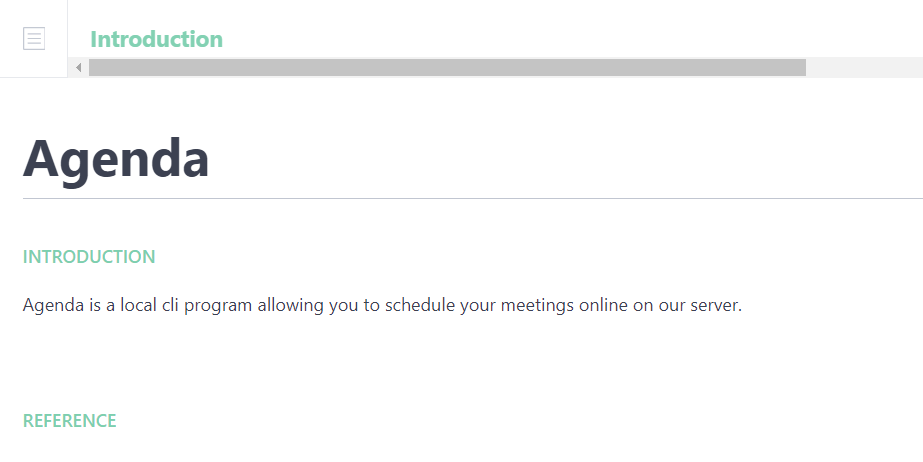 Introduction
Agenda
INTRODUCTION
Agenda is a local cli program allowing you to schedule your meetings online on our server.
REFERENCE